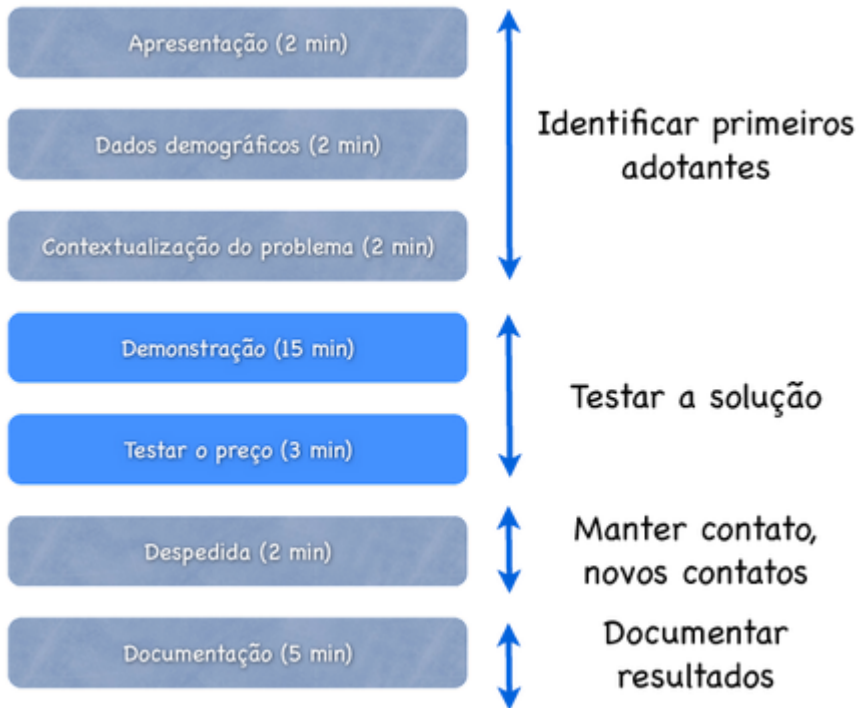 Apresentação (2 min)
Dados demográficos (2 min)
Contextualização do problema (2 min)
Identificar primeiros
adotantes
Demonstração (15 min)
Testar o preço (3 min)
Testar a solução
Despedida (2 min)
Manter contato,
novos contatos
Documentação (5 min)
Documentar
resultados